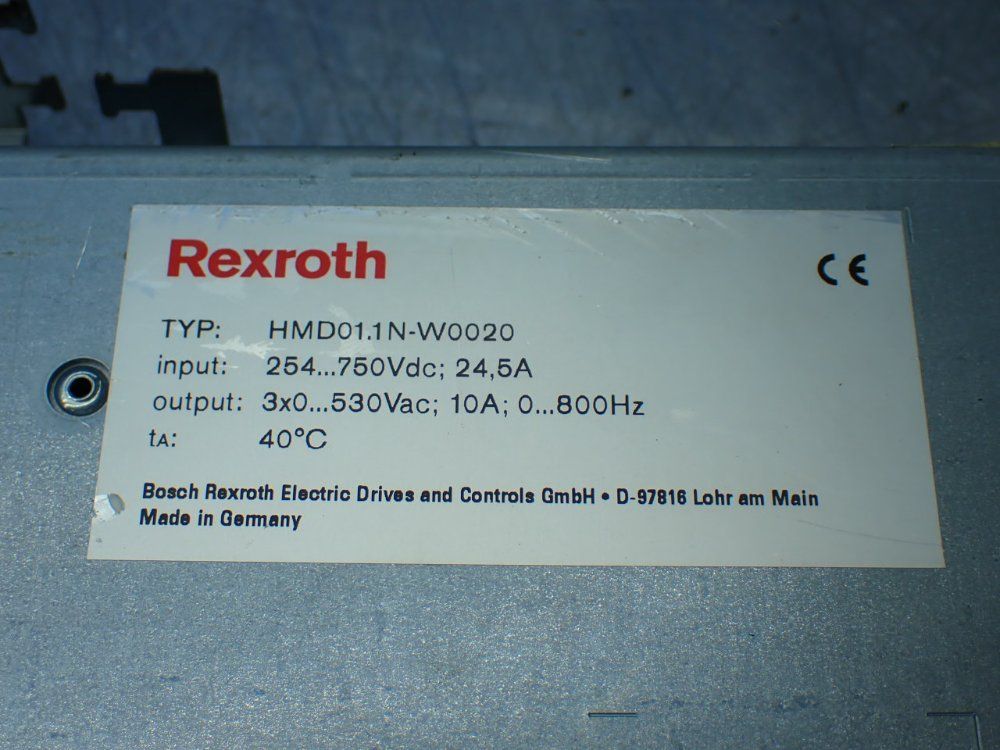 Rexroth
CE
TYP: HMD01.1N-W0020
input: 254...750Vdc; 24,5A
output: 3x0...530Vac; 10A; 0...800Hz
tA: 40°C
Bosch Rexroth Electric Drives and Controls GmbH • D-97816 Lohr am Main
Made in Germany